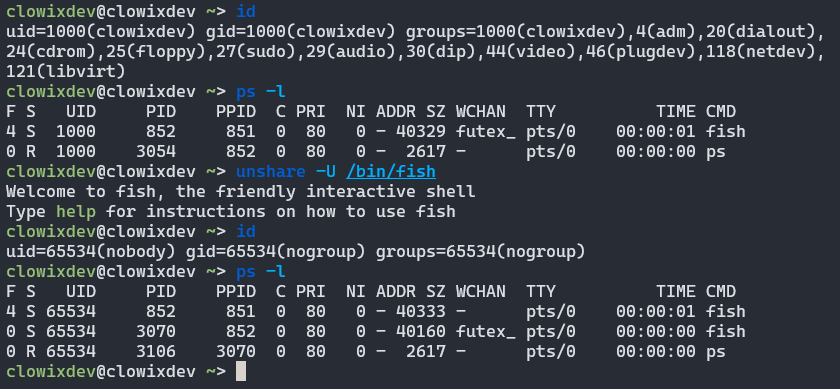 clowixdev@clowixdev ~> id
uid=1000(clowixdev) gid=1000(clowixdev) groups=1000(clowixdev),4(adm),20(dialout),
24(cdrom),25(floppy),27(sudo),29(audio),30(dip),44(video),46(plugdev),118(netdev),
121(libvirt)
clowixdev@clowixdev ~> ps -l
F S   UID     PID    PPID  C PRI  NI ADDR SZ WCHAN  TTY          TIME CMD
4 S  1000     852     851  0  80   0 - 40329 futex_ pts/0    00:00:01 fish
0 R  1000    3054     852  0  80   0 -  2617 -      pts/0    00:00:00 ps
clowixdev@clowixdev ~> unshare -U /bin/fish
Welcome to fish, the friendly interactive shell
Type help for instructions on how to use fish
clowixdev@clowixdev ~> id
uid=65534(nobody) gid=65534(nogroup) groups=65534(nogroup)
clowixdev@clowixdev ~> ps -l
F S   UID     PID    PPID  C PRI  NI ADDR SZ WCHAN  TTY          TIME CMD
4 S 65534     852     851  0  80   0 - 40333 -      pts/0    00:00:01 fish
0 S 65534    3070     852  0  80   0 - 40160 futex_ pts/0    00:00:00 fish
0 R 65534    3106    3070  0  80   0 -  2617 -      pts/0    00:00:00 ps
clowixdev@clowixdev ~>